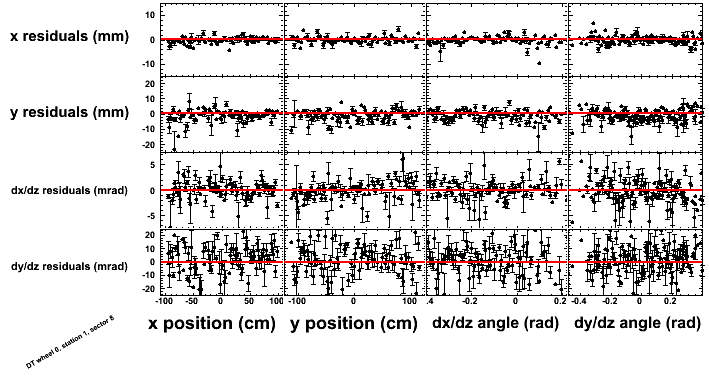 x residuals (mm)
10
0
-10
y residuals (mm)
20
10
0
-10
-20
dx/dz residuals (mrad)
5
0
-5
dy/dz residuals (mrad)
20
10
0
-10
-20
-100 -50 0 50 100 -100 0 100 .4 -0.2 0 0.2 -0.4 -0.2 0 0.2
x position (cm) y position (cm) dx/dz angle (rad) dy/dz angle (rad)
DT wheel 0, station 1, sector 8